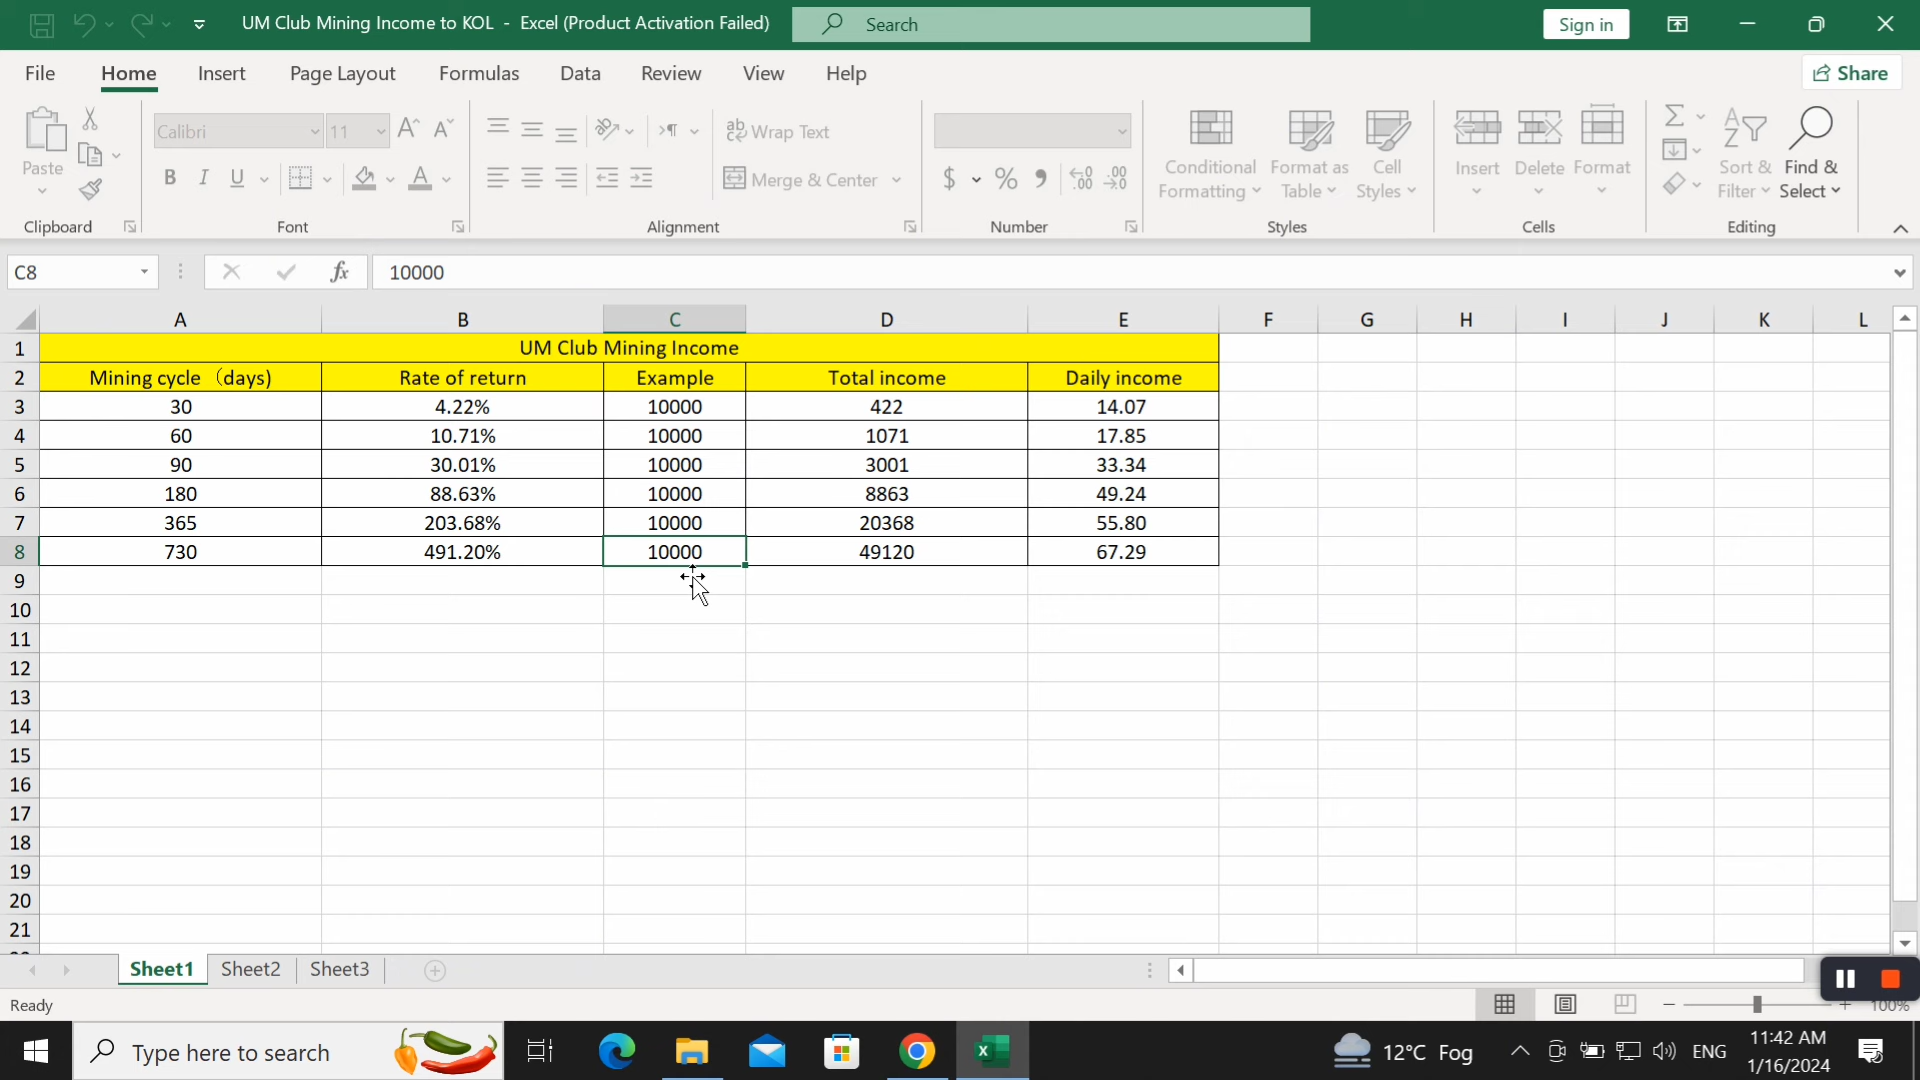 UM Club Mining Income to KOL - Excel (Product Activation Failed)
Search
Sign in
File Home Insert Page Layout Formulas Data Review View Help
Share
Paste
Calibri 11
Wrap Text
Merge & Center
Conditional Formatting
Format as Table
Cell Styles
Insert Delete Format
Sort & Filter
Find & Select
Clipboard Font Alignment Number Styles Cells Editing
C8 fx 10000
A B C D E F G H I J K L
1 UM Club Mining Income
2 Mining cycle（days) Rate of return Example Total income Daily income
3 30 4.22% 10000 422 14.07
4 60 10.71% 10000 1071 17.85
5 90 30.01% 10000 3001 33.34
6 180 88.63% 10000 8863 49.24
7 365 203.68% 10000 20368 55.80
8 730 491.20% 10000 49120 67.29
9
10
11
12
13
14
15
16
17
18
19
20
21
Sheet1 Sheet2 Sheet3
Ready
100%
Type here to search
12°C Fog
ENG
11:42 AM
1/16/2024